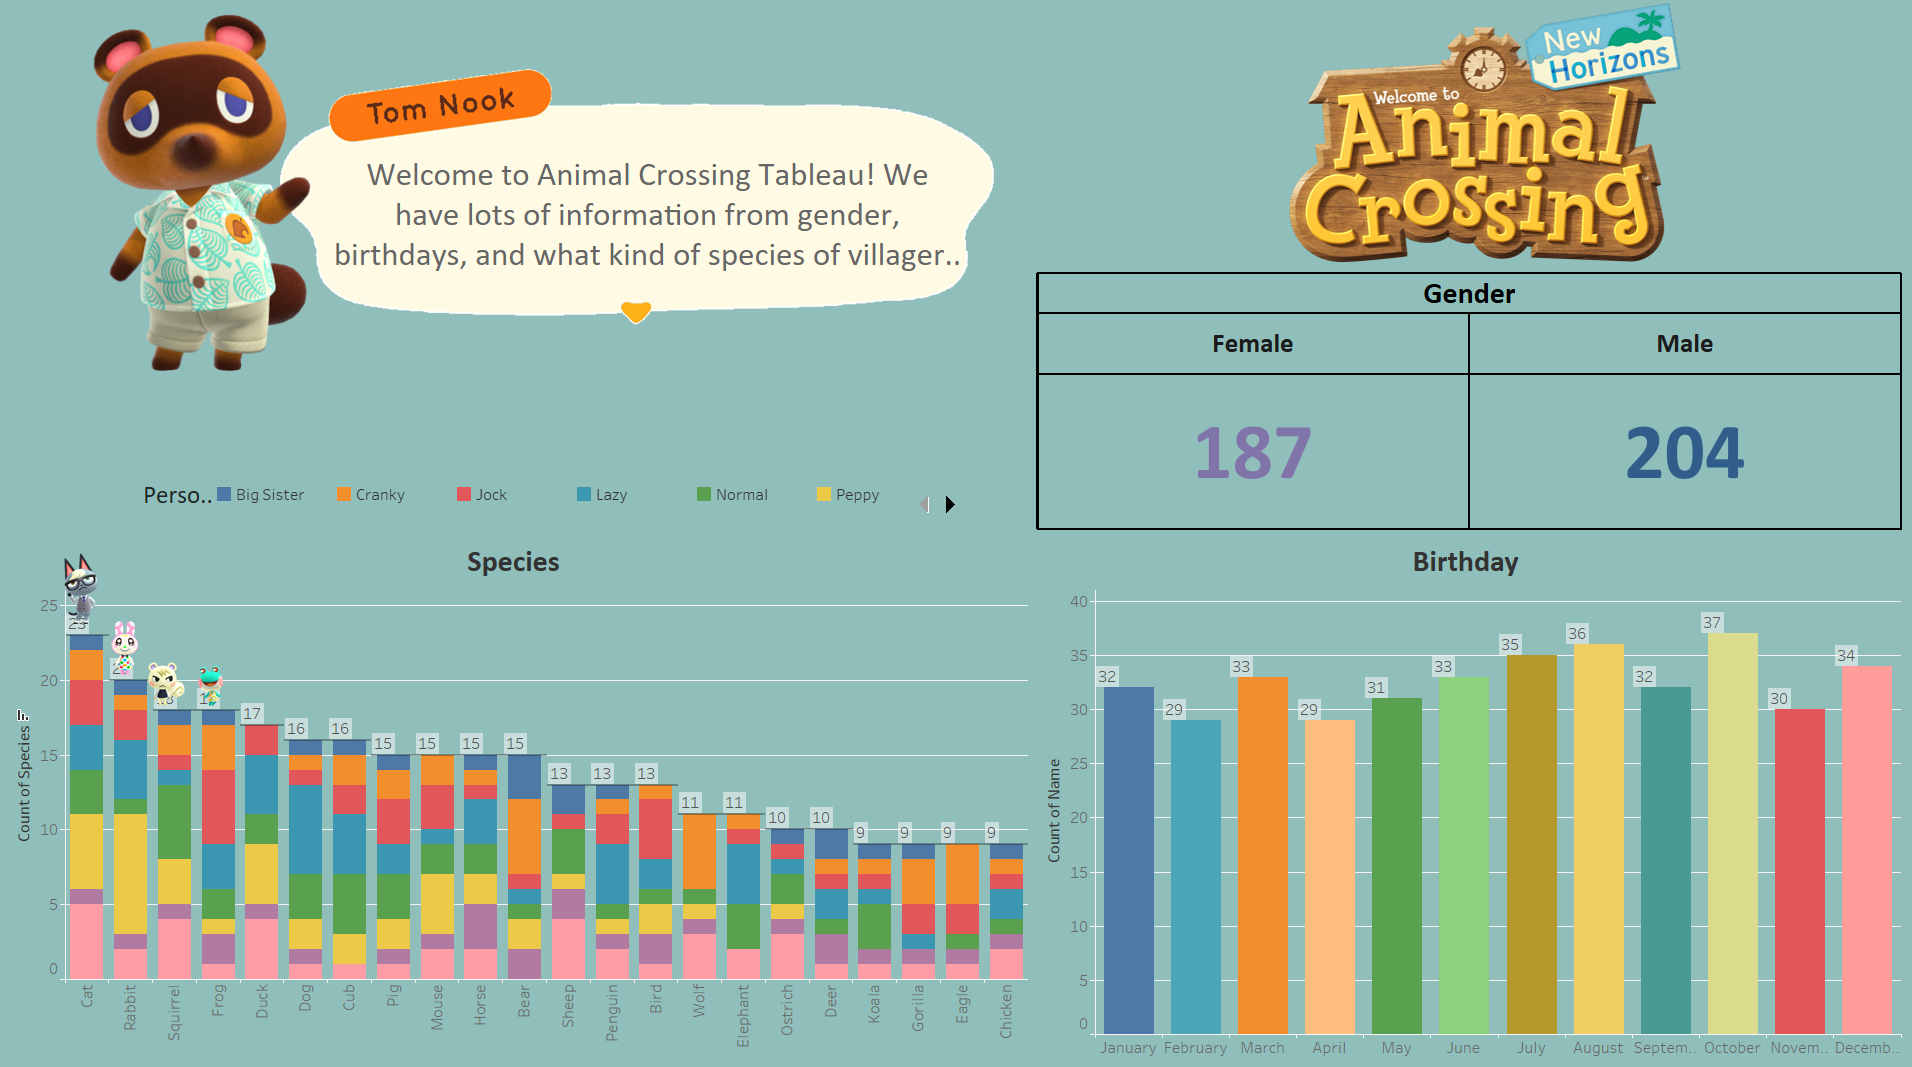 Tom Nook
Welcome to Animal Crossing Tableau! We
have lots of information from gender,
birthdays, and what kind of species of villager..
New
Horizons
Welcome to
Animal
Crossing
Gender
Female Male
187 204
Perso.. Big Sister Cranky Jock Lazy Normal Peppy
Species
Count of Species
25
20
15
10
5
0
23
17
16
16
15
15
15
15
13
13
13
11
11
10
10
9
9
9
9
Cat
Rabbit
Squirrel
Frog
Duck
Dog
Cub
Pig
Mouse
Horse
Bear
Sheep
Penguin
Bird
Wolf
Elephant
Ostrich
Deer
Koala
Gorilla
Eagle
Chicken
Birthday
Count of Name
40
35
30
25
20
15
10
5
0
32
29
33
29
31
33
35
36
32
37
30
34
January February March April May June July August Septem.. October Novem.. Decemb..